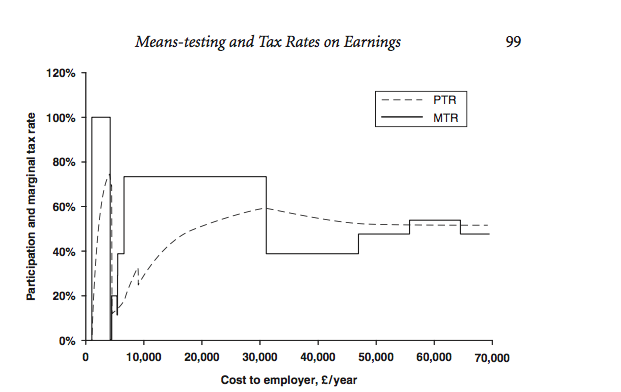 Means-testing and Tax Rates on Earnings 99
120%
100%
80%
60%
40%
20%
0%
Participation and marginal tax rate
PTR
MTR
0 10,000 20,000 30,000 40,000 50,000 60,000 70,000
Cost to employer, £/year